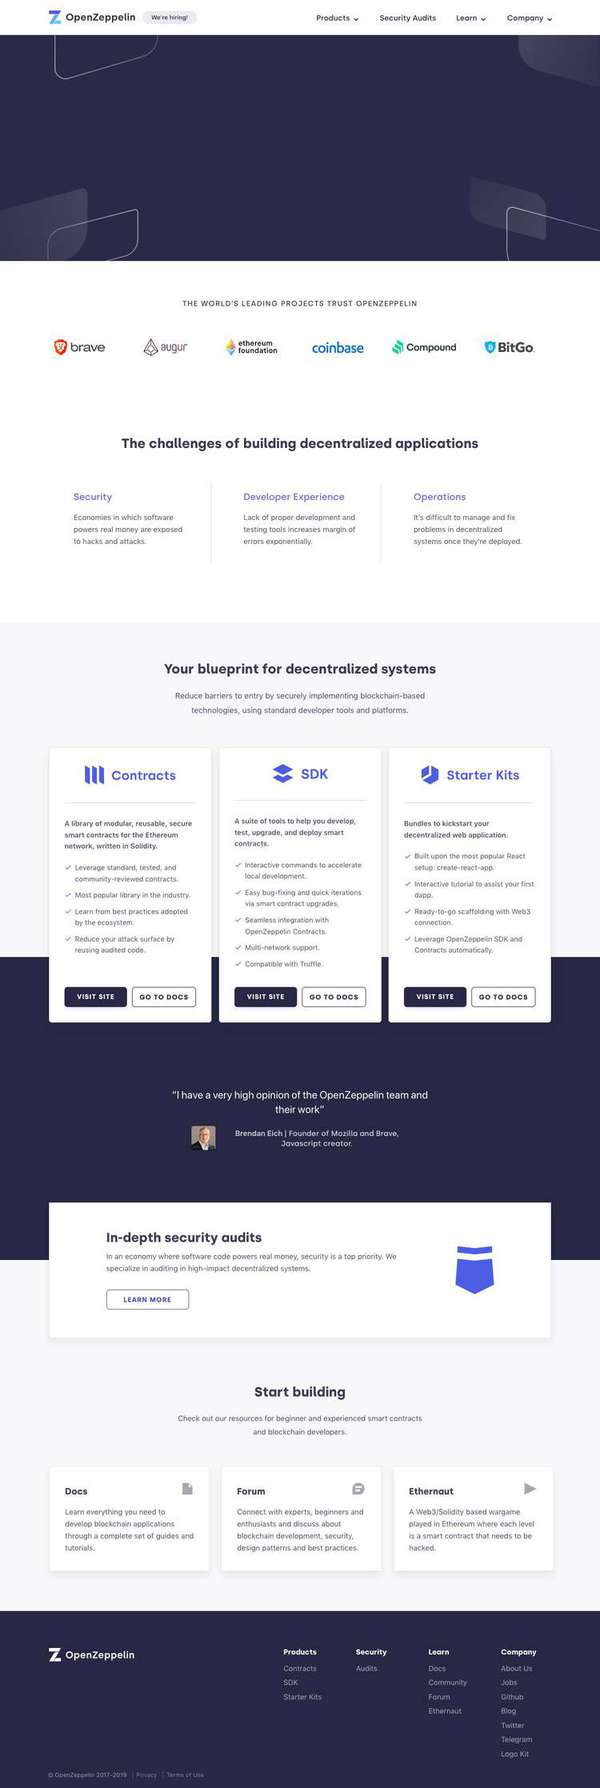 OpenZeppelin We're hiring! Products Security Audits Learn Company
THE WORLD'S LEADING PROJECTS TRUST OPENZEPPELIN
brave augur ethereum foundation coinbase Compound BitGo
The challenges of building decentralized applications
Security
Economies in which software
powers real money are exposed
to hacks and attacks.
Developer Experience
Lack of proper development and
testing tools increases margin of
errors exponentially.
Operations
It's difficult to manage and fix
problems in decentralized
systems once they're deployed.
Your blueprint for decentralized systems
Reduce barriers to entry by securely implementing blockchain-based
technologies, using standard developer tools and platforms.
Contracts
A library of modular, reusable, secure
smart contracts for the Ethereum
network, written in Solidity.
Leverage standard, tested, and
community-reviewed contracts.
Most popular library in the industry.
Learn from best practices adopted
by the ecosystem.
Reduce your attack surface by
reusing audited code.
VISIT SITE GO TO DOCS
SDK
A suite of tools to help you develop,
test, upgrade, and deploy smart
contracts.
Interactive commands to accelerate
local development.
Easy bug-fixing and quick iterations
via smart contract upgrades.
Seamless integration with
OpenZeppelin Contracts.
Multi-network support.
Compatible with Truffle.
VISIT SITE GO TO DOCS
Starter Kits
Bundles to kickstart your
decentralized web application.
Built upon the most popular React
setup: create-react-app.
Interactive tutorial to assist your first
dapp.
Ready-to-go scaffolding with Web3
connection.
Leverage OpenZeppelin SDK and
Contracts automatically.
VISIT SITE GO TO DOCS
"I have a very high opinion of the OpenZeppelin team and
their work"
Brendan Eich | Founder of Mozilla and Brave,
Javascript creator.
In-depth security audits
In an economy where software code powers real money, security is a top priority. We
specialize in auditing in high-impact decentralized systems.
LEARN MORE
Start building
Check out our resources for beginner and experienced smart contracts
and blockchain developers.
Docs
Learn everything you need to
develop blockchain applications
through a complete set of guides and
tutorials.
Forum
Connect with experts, beginners and
enthusiasts and discuss about
blockchain development, security,
design patterns and best practices.
Ethernaut
A Web3/Solidity based wargame
played in Ethereum where each level
is a smart contract that needs to be
hacked.
OpenZeppelin
Products
Contracts
SDK
Starter Kits
Security
Audits
Learn
Docs
Community
Forum
Ethernaut
Company
About Us
Jobs
Github
Blog
Twitter
Telegram
Logo Kit
© OpenZeppelin 2017-2019 | Privacy | Terms of Use